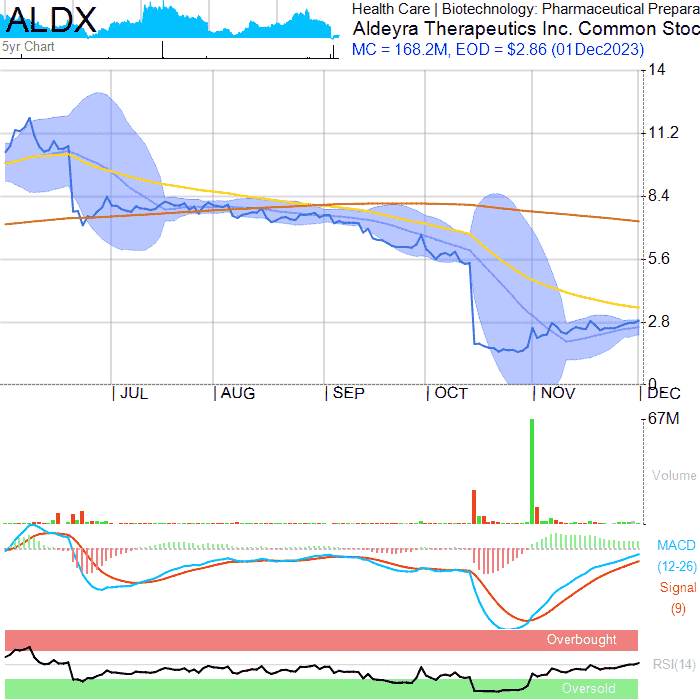 ALDX
5yr Chart
Health Care | Biotechnology: Pharmaceutical Prepara
Aldeyra Therapeutics Inc. Common Stoc
MC = 168.2M, EOD = $2.86 (01Dec2023)
14
11.2
8.4
5.6
2.8
0
JUL AUG SEP OCT NOV DEC
67M
Volume
MACD
(12-26)
Signal
(9)
Overbought
RSI(14)
Oversold